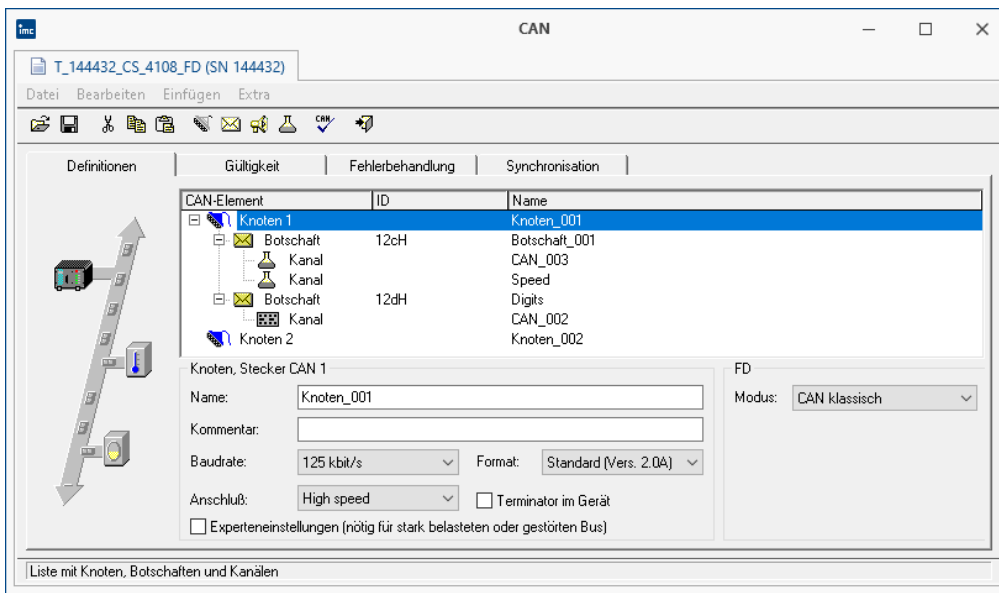 imc
CAN
T_144432_CS_4108_FD (SN 144432)
Datei Bearbeiten Einfügen Extra
CAN
Definitionen Gültigkeit Fehlerbehandlung Synchronisation
CAN-Element ID Name
Knoten 1 Knoten_001
Botschaft 12cH Botschaft_001
Kanal CAN_003
Kanal Speed
Botschaft 12dH Digits
Kanal CAN_002
Knoten 2 Knoten_002
Knoten, Stecker CAN 1 FD
Name: Knoten_001 Modus: CAN klassisch
Kommentar:
Baudrate: 125 kbit/s Format: Standard (Vers. 2.0A)
Anschluß: High speed Terminator im Gerät
Experteneinstellungen (nötig für stark belasteten oder gestörten Bus)
Liste mit Knoten, Botschaften und Kanälen